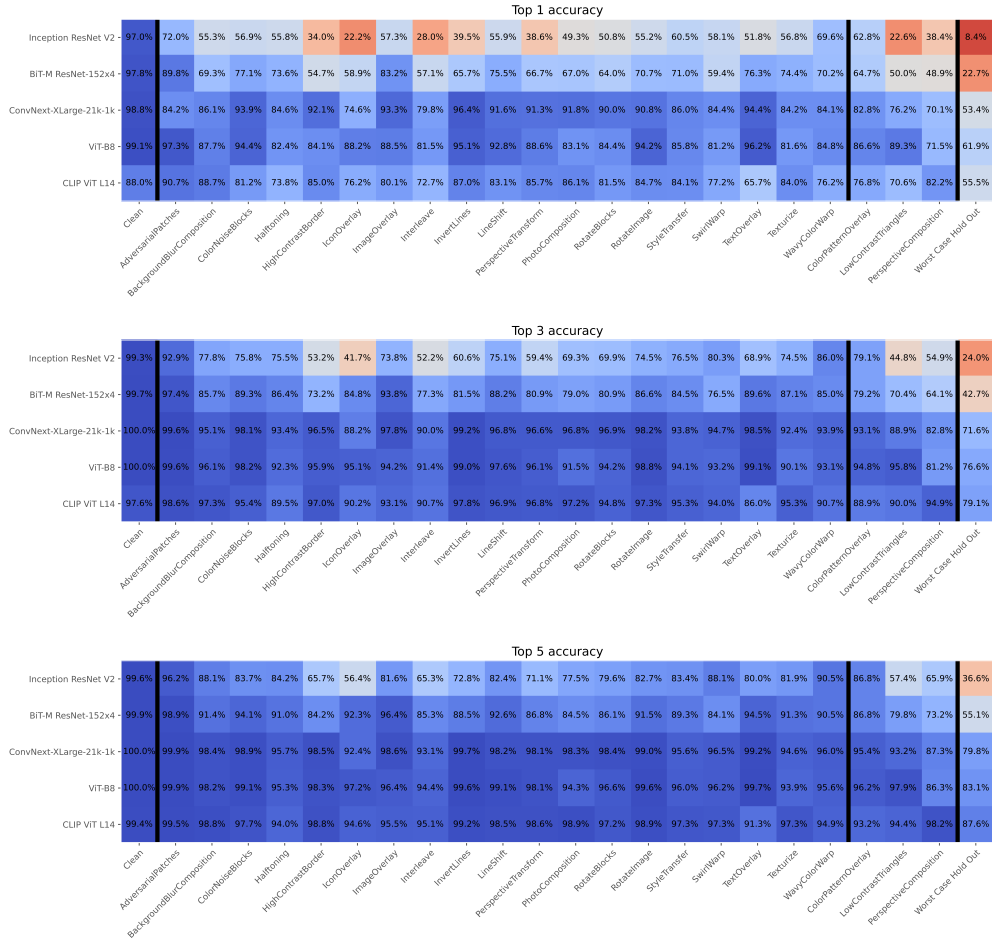 Top 1 accuracy
Inception ResNet V2 97.0% 72.0% 55.3% 56.9% 55.8% 34.0% 22.2% 57.3% 28.0% 39.5% 55.9% 38.6% 49.3% 50.8% 55.2% 60.5% 58.1% 51.8% 56.8% 69.6% 62.8% 22.6% 38.4% 8.4%
BiT-M ResNet-152x4 97.8% 89.8% 69.3% 77.1% 73.6% 54.7% 58.9% 83.2% 57.1% 65.7% 75.5% 66.7% 67.0% 64.0% 70.7% 71.0% 59.4% 76.3% 74.4% 70.2% 64.7% 50.0% 48.9% 22.7%
ConvNext-XLarge-21k-1k 98.8% 84.2% 86.1% 93.9% 84.6% 92.1% 74.6% 93.3% 79.8% 96.4% 91.6% 91.3% 91.8% 90.0% 90.8% 86.0% 84.4% 94.4% 84.2% 84.1% 82.8% 76.2% 70.1% 53.4%
ViT-B8 99.1% 97.3% 87.7% 94.4% 82.4% 84.1% 88.2% 88.5% 81.5% 95.1% 92.8% 88.6% 83.1% 84.4% 94.2% 85.8% 81.2% 96.2% 81.6% 84.8% 86.6% 89.3% 71.5% 61.9%
CLIP ViT L14 88.0% 90.7% 88.7% 81.2% 73.8% 85.0% 76.2% 80.1% 72.7% 87.0% 83.1% 85.7% 86.1% 81.5% 84.7% 84.1% 77.2% 65.7% 84.0% 76.2% 76.8% 70.6% 82.2% 55.5%
Clean AdversarialPatches BackgroundBlurComposition ColorNoiseBlocks Halftoning HighContrastBorder IconOverlay ImageOverlay Interleave InvertLines LineShift PerspectiveTransform PhotoComposition RotateBlocks RotateImage StyleTransfer SwirlWarp TextOverlay Texturize WavyColorWarp ColorPatternOverlay LowContrastTriangles PerspectiveComposition Worst Case Hold Out
Top 3 accuracy
Inception ResNet V2 99.3% 92.9% 77.8% 75.8% 75.5% 53.2% 41.7% 73.8% 52.2% 60.6% 75.1% 59.4% 69.3% 69.9% 74.5% 76.5% 80.3% 68.9% 74.5% 86.0% 79.1% 44.8% 54.9% 24.0%
BiT-M ResNet-152x4 99.7% 97.4% 85.7% 89.3% 86.4% 73.2% 84.8% 93.8% 77.3% 81.5% 88.2% 80.9% 79.0% 80.9% 86.6% 84.5% 76.5% 89.6% 87.1% 85.0% 79.2% 70.4% 64.1% 42.7%
ConvNext-XLarge-21k-1k 100.0% 99.6% 95.1% 98.1% 93.4% 96.5% 88.2% 97.8% 90.0% 99.2% 96.8% 96.6% 96.8% 96.9% 98.2% 93.8% 94.7% 98.5% 92.4% 93.9% 93.1% 88.9% 82.8% 71.6%
ViT-B8 100.0% 99.6% 96.1% 98.2% 92.3% 95.9% 95.1% 94.2% 91.4% 99.0% 97.6% 96.1% 91.5% 94.2% 98.8% 94.1% 93.2% 99.1% 90.1% 93.1% 94.8% 95.8% 81.2% 76.6%
CLIP ViT L14 97.6% 98.6% 97.3% 95.4% 89.5% 97.0% 90.2% 93.1% 90.7% 97.8% 96.9% 96.8% 97.2% 94.8% 97.3% 95.3% 94.0% 86.0% 95.3% 90.7% 88.9% 90.0% 94.9% 79.1%
Clean AdversarialPatches BackgroundBlurComposition ColorNoiseBlocks Halftoning HighContrastBorder IconOverlay ImageOverlay Interleave InvertLines LineShift PerspectiveTransform PhotoComposition RotateBlocks RotateImage StyleTransfer SwirlWarp TextOverlay Texturize WavyColorWarp ColorPatternOverlay LowContrastTriangles PerspectiveComposition Worst Case Hold Out
Top 5 accuracy
Inception ResNet V2 99.6% 96.2% 88.1% 83.7% 84.2% 65.7% 56.4% 81.6% 65.3% 72.8% 82.4% 71.1% 77.5% 79.6% 82.7% 83.4% 88.1% 80.0% 81.9% 90.5% 86.8% 57.4% 65.9% 36.6%
BiT-M ResNet-152x4 99.9% 98.9% 91.4% 94.1% 91.0% 84.2% 92.3% 96.4% 85.3% 88.5% 92.6% 86.8% 84.5% 86.1% 91.5% 89.3% 84.1% 94.5% 91.3% 90.5% 86.8% 79.8% 73.2% 55.1%
ConvNext-XLarge-21k-1k 100.0% 99.9% 98.4% 98.9% 95.7% 98.5% 92.4% 98.6% 93.1% 99.7% 98.2% 98.1% 98.3% 98.4% 99.0% 95.6% 96.5% 99.2% 94.6% 96.0% 95.4% 93.2% 87.3% 79.8%
ViT-B8 100.0% 99.9% 98.2% 99.1% 95.3% 98.3% 97.2% 96.4% 94.4% 99.6% 99.1% 98.1% 94.3% 96.6% 99.6% 96.0% 96.2% 99.7% 93.9% 95.6% 96.2% 97.9% 86.3% 83.1%
CLIP ViT L14 99.4% 99.5% 98.8% 97.7% 94.0% 98.8% 94.6% 95.5% 95.1% 99.2% 98.5% 98.6% 98.9% 97.2% 98.9% 97.3% 97.3% 91.3% 97.3% 94.9% 93.2% 94.4% 98.2% 87.6%
Clean AdversarialPatches BackgroundBlurComposition ColorNoiseBlocks Halftoning HighContrastBorder IconOverlay ImageOverlay Interleave InvertLines LineShift PerspectiveTransform PhotoComposition RotateBlocks RotateImage StyleTransfer SwirlWarp TextOverlay Texturize WavyColorWarp ColorPatternOverlay LowContrastTriangles PerspectiveComposition Worst Case Hold Out